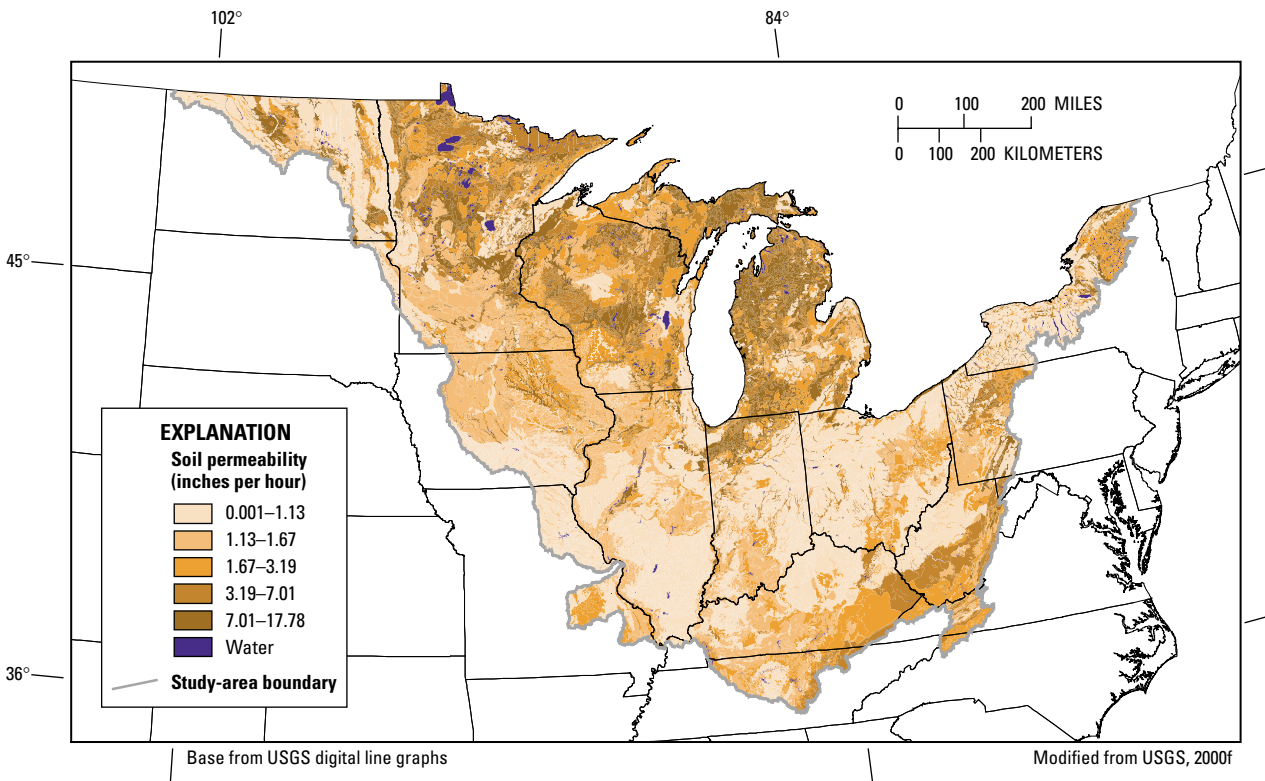 102°
84°
0 100 200 MILES
0 100 200 KILOMETERS
45°
EXPLANATION
Soil permeability
(inches per hour)
0.001–1.13
1.13–1.67
1.67–3.19
3.19–7.01
7.01–17.78
Water
Study-area boundary
36°
Base from USGS digital line graphs
Modified from USGS, 2000f